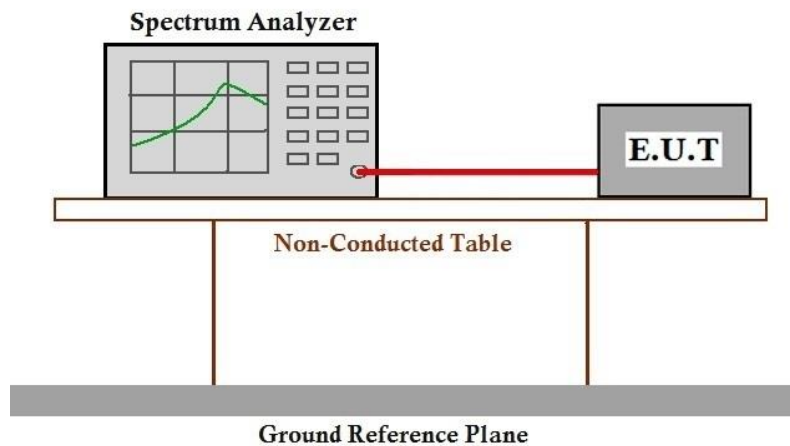 Spectrum Analyzer
E.U.T
Non-Conducted Table
Ground Reference Plane